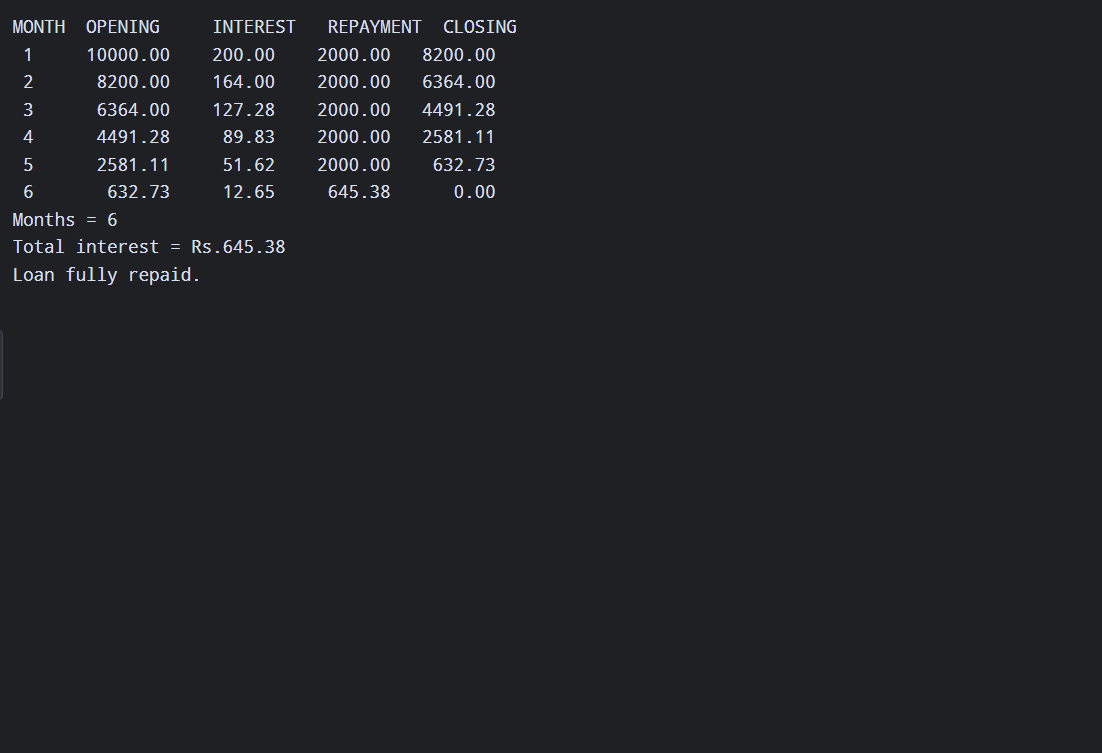 MONTH  OPENING     INTEREST   REPAYMENT  CLOSING
 1     10000.00    200.00    2000.00   8200.00
 2      8200.00    164.00    2000.00   6364.00
 3      6364.00    127.28    2000.00   4491.28
 4      4491.28     89.83    2000.00   2581.11
 5      2581.11     51.62    2000.00    632.73
 6       632.73     12.65     645.38      0.00
Months = 6
Total interest = Rs.645.38
Loan fully repaid.